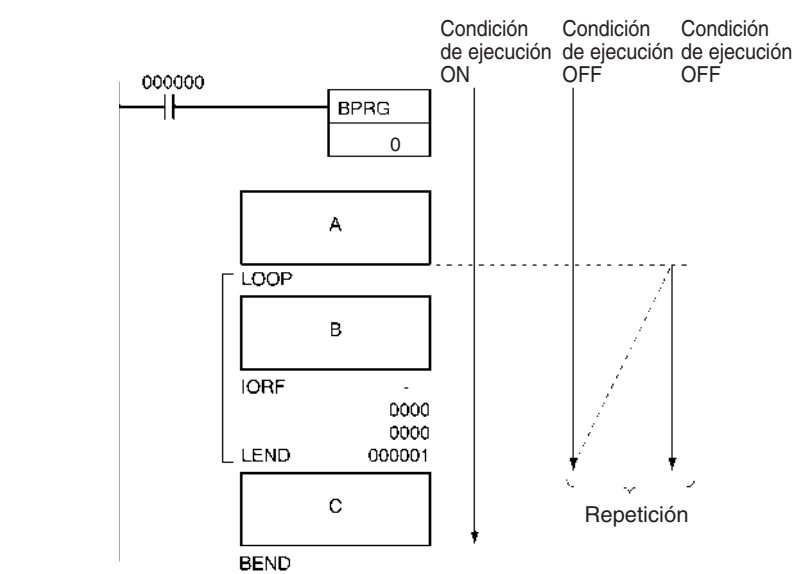 Condición de ejecución ON
Condición de ejecución OFF
Condición de ejecución OFF
000000
BPRG
0
A
LOOP
B
IORF -
0000
0000
LEND 000001
C
Repetición
BEND